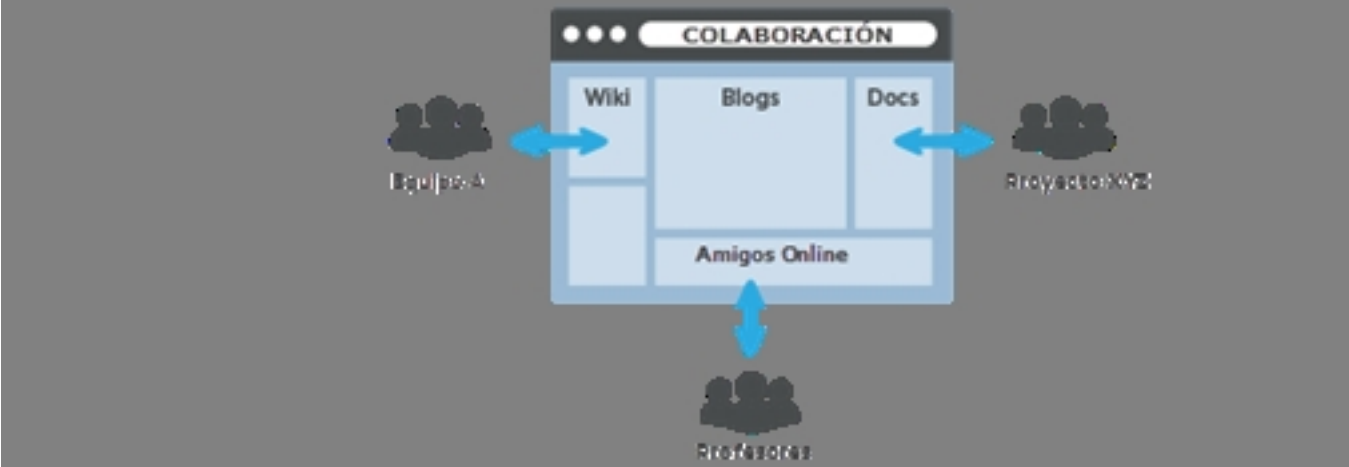 COLABORACIÓN
Wiki
Blogs
Docs
Equipo A
Proyecto XYZ
Amigos Online
Profesores